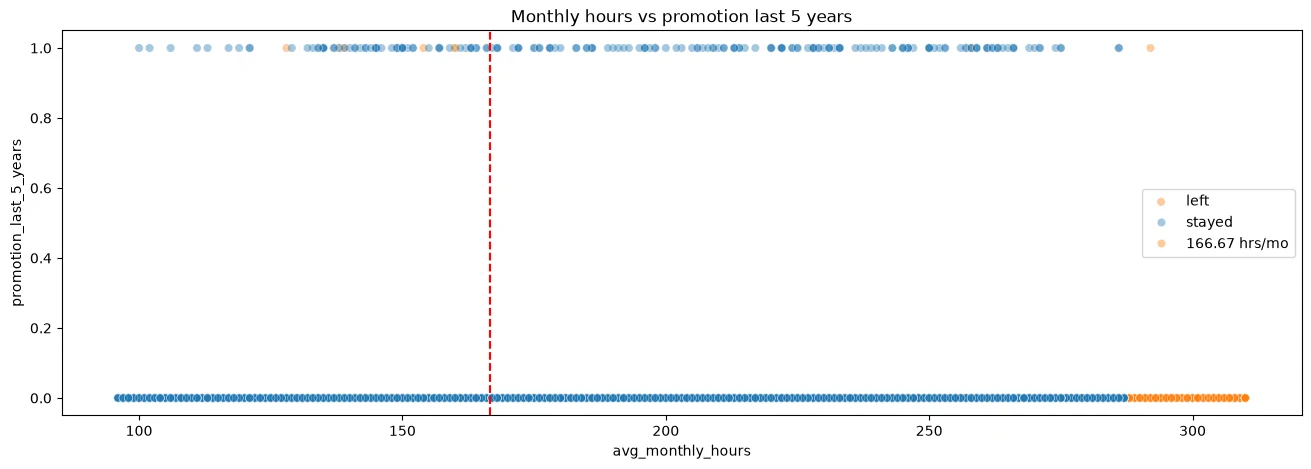 Monthly hours vs promotion last 5 years
1.0
0.8
0.6
0.4
0.2
0.0
promotion_last_5_years
left
stayed
166.67 hrs/mo
100
150
200
250
300
avg_monthly_hours